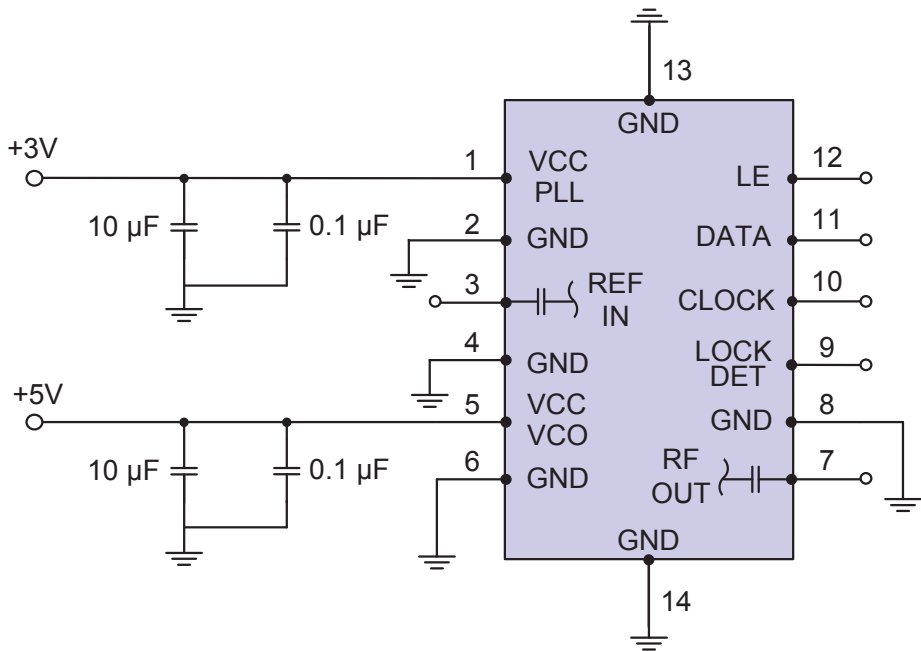 13
GND
+3V
1
VCC
PLL
12
LE
10 µF
0.1 µF
2
GND
11
DATA
3
REF
IN
10
CLOCK
4
GND
9
LOCK
DET
+5V
5
VCC
VCO
8
GND
10 µF
0.1 µF
6
GND
7
RF
OUT
GND
14